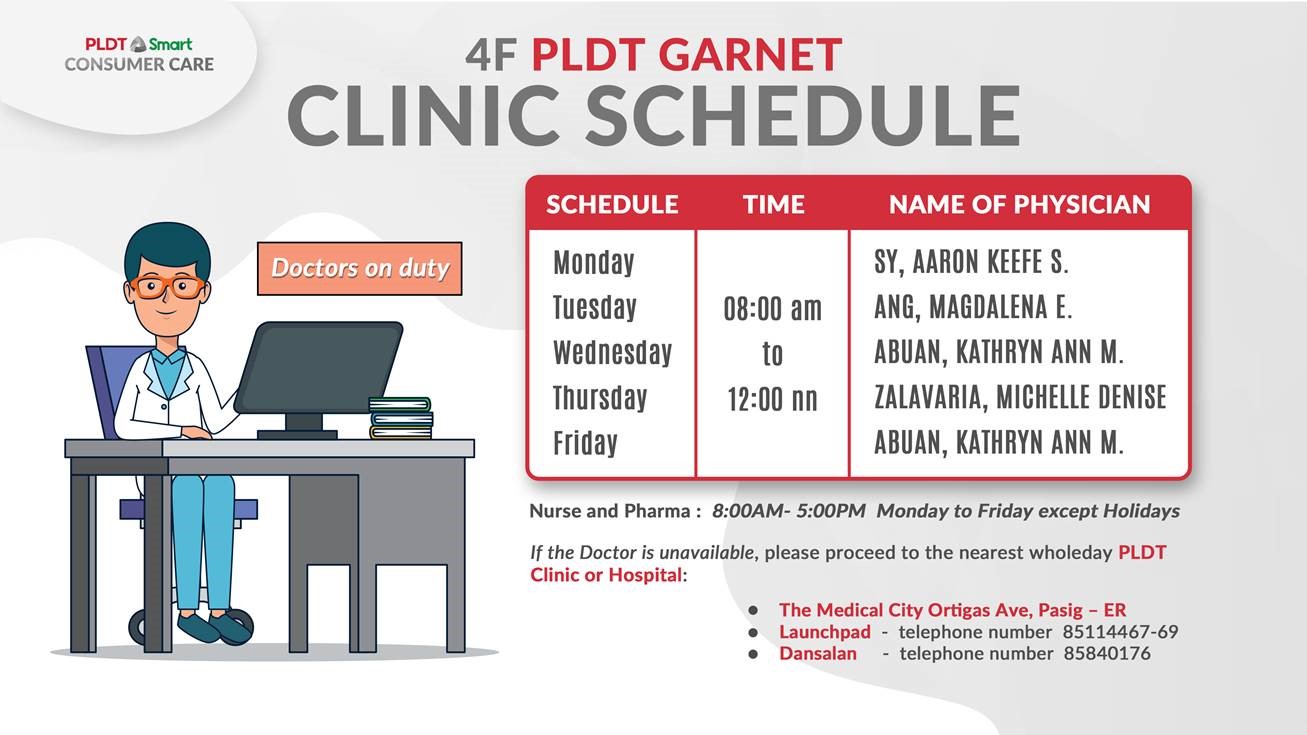 PLDT Smart
CONSUMER CARE
4F PLDT GARNET
CLINIC SCHEDULE
Doctors on duty
SCHEDULE TIME NAME OF PHYSICIAN
Monday SY, AARON KEEFE S.
Tuesday 08:00 am ANG, MAGDALENA E.
Wednesday to ABUAN, KATHRYN ANN M.
Thursday 12:00 nn ZALAVARIA, MICHELLE DENISE
Friday ABUAN, KATHRYN ANN M.
Nurse and Pharma : 8:00AM- 5:00PM Monday to Friday except Holidays
If the Doctor is unavailable, please proceed to the nearest wholeday PLDT
Clinic or Hospital:
● The Medical City Ortigas Ave, Pasig – ER
● Launchpad - telephone number 85114467-69
● Dansalan - telephone number 85840176